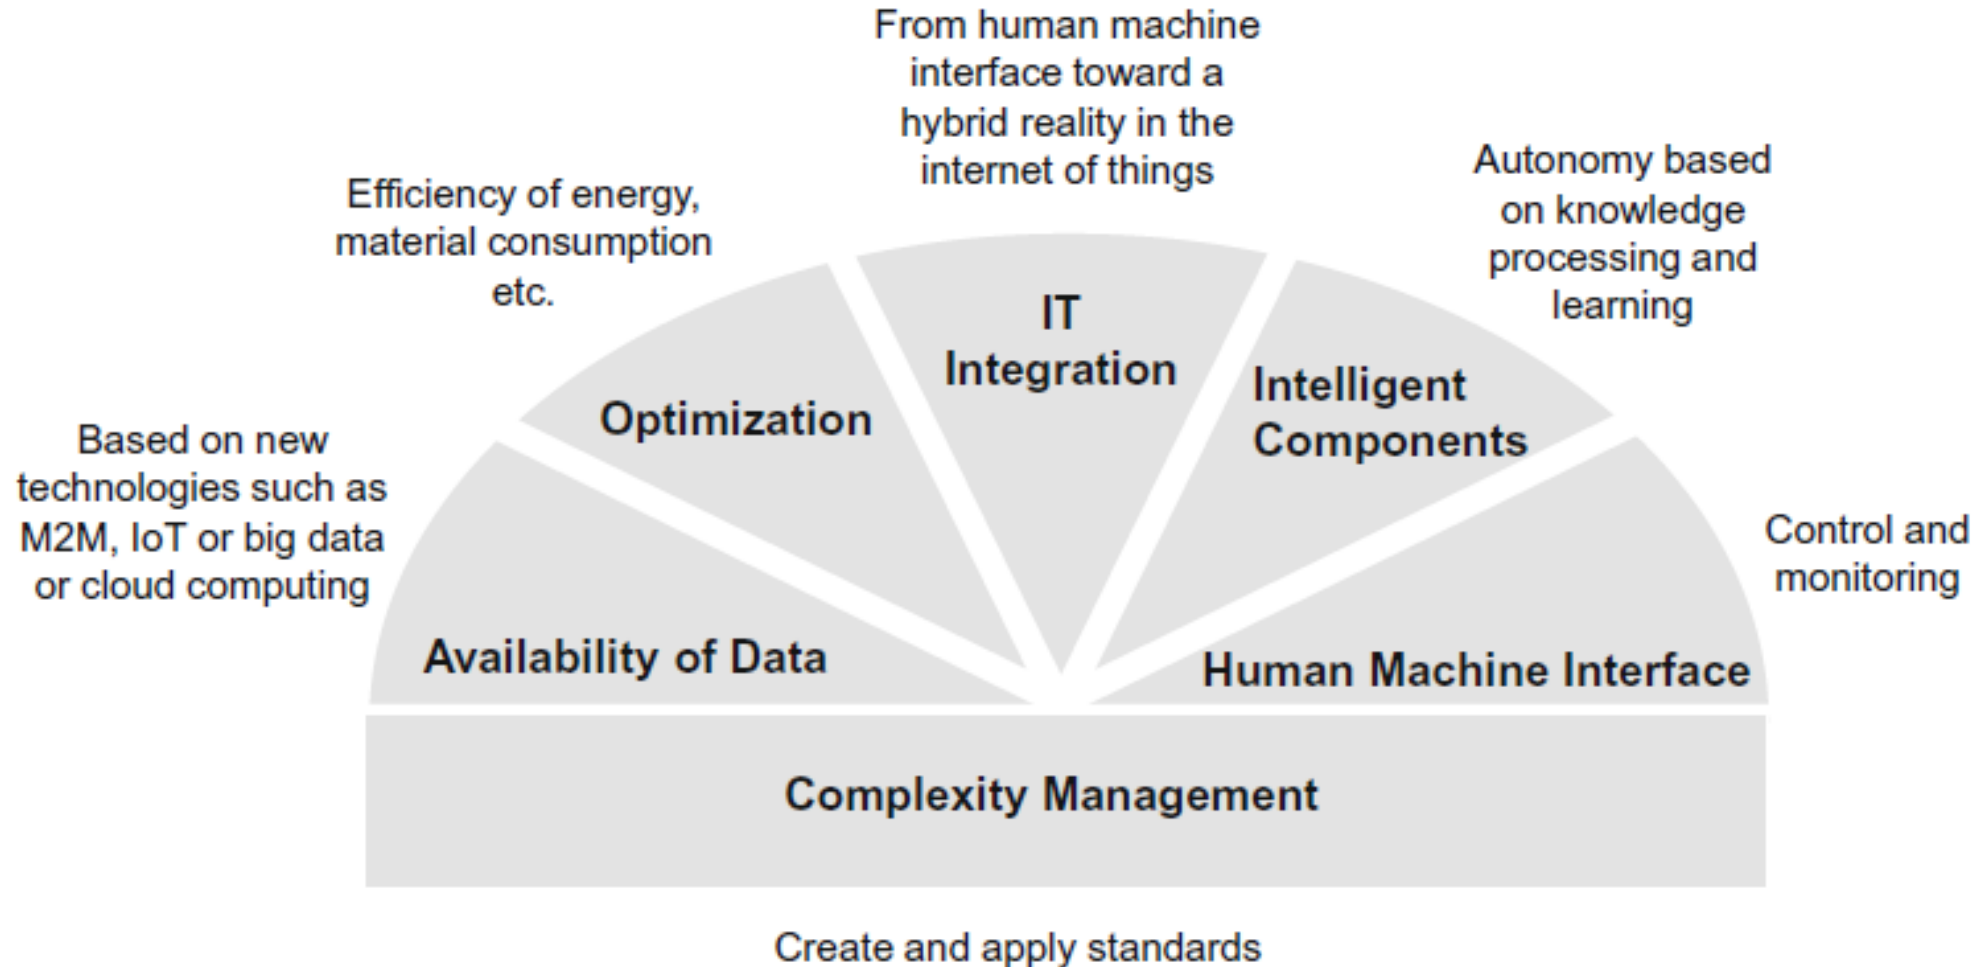 From human machine
interface toward a
hybrid reality in the
internet of things
Efficiency of energy,
material consumption
etc.
Autonomy based
on knowledge
processing and
learning
IT
Integration
Optimization
Intelligent
Components
Based on new
technologies such as
M2M, IoT or big data
or cloud computing
Control and
monitoring
Availability of Data
Human Machine Interface
Complexity Management
Create and apply standards